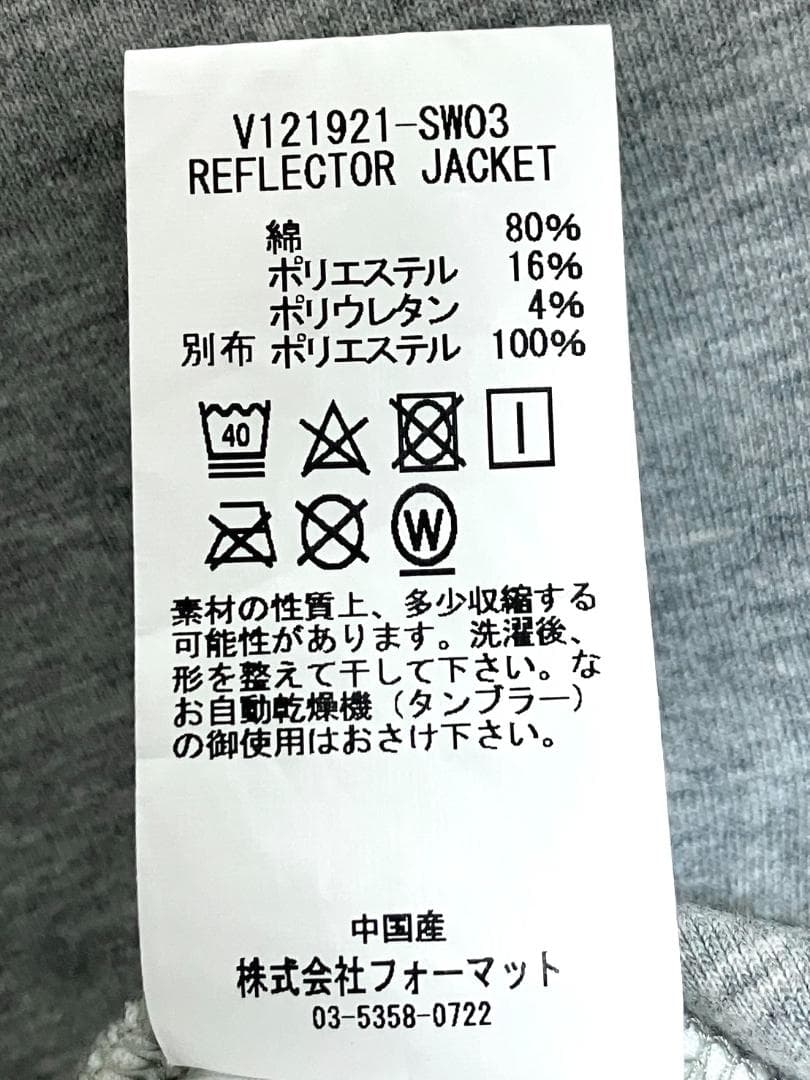 V121921-SW03
REFLECTOR JACKET
綿 80%
ポリエステル 16%
ポリウレタン 4%
別布 ポリエステル 100%
40
W
素材の性質上、多少収縮する
可能性があります。洗濯後、
形を整えて干して下さい。な
お自動乾燥機（タンブラー）
の御使用はおさけ下さい。
中国産
株式会社フォーマット
03-5358-0722